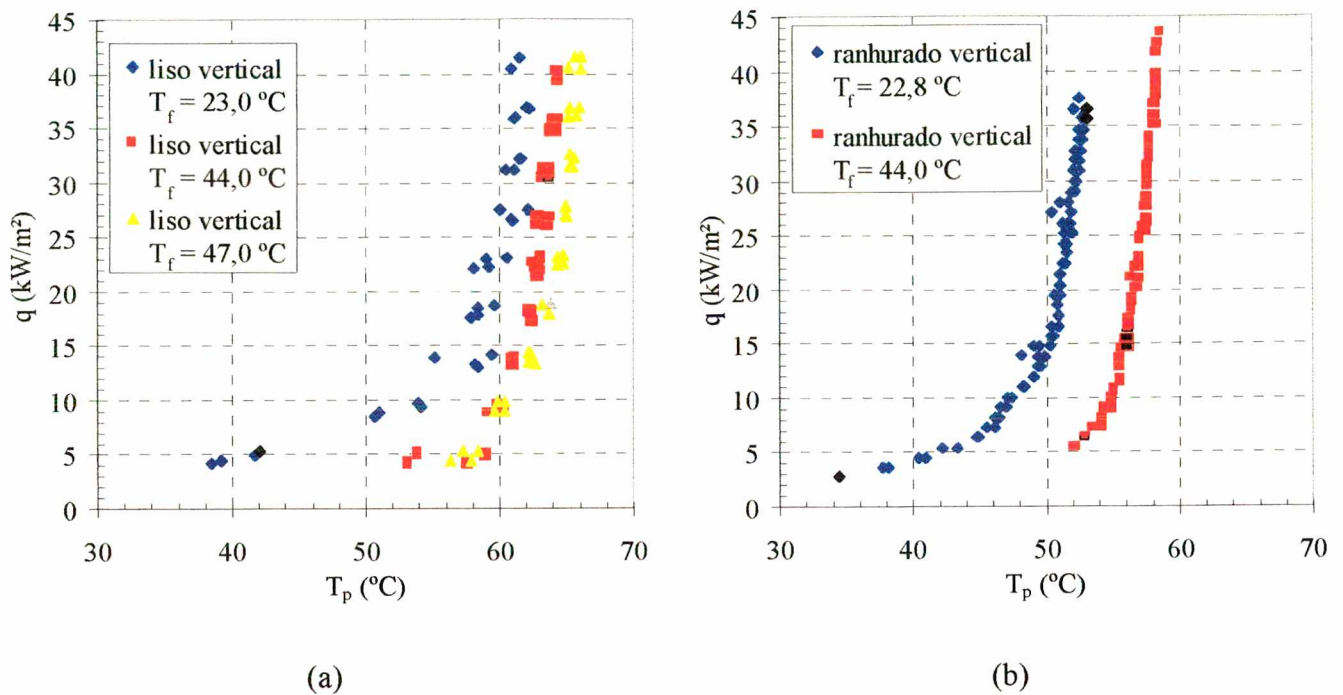 45
40
35
30
25
20
15
10
5
0
q (kW/m²)
liso vertical
T_f = 23,0 ºC
liso vertical
T_f = 44,0 ºC
liso vertical
T_f = 47,0 ºC
30 40 50 60 70
T_p (ºC)
(a)
45
40
35
30
25
20
15
10
5
0
q (kW/m²)
ranhurado vertical
T_f = 22,8 ºC
ranhurado vertical
T_f = 44,0 ºC
30 40 50 60 70
T_p (ºC)
(b)